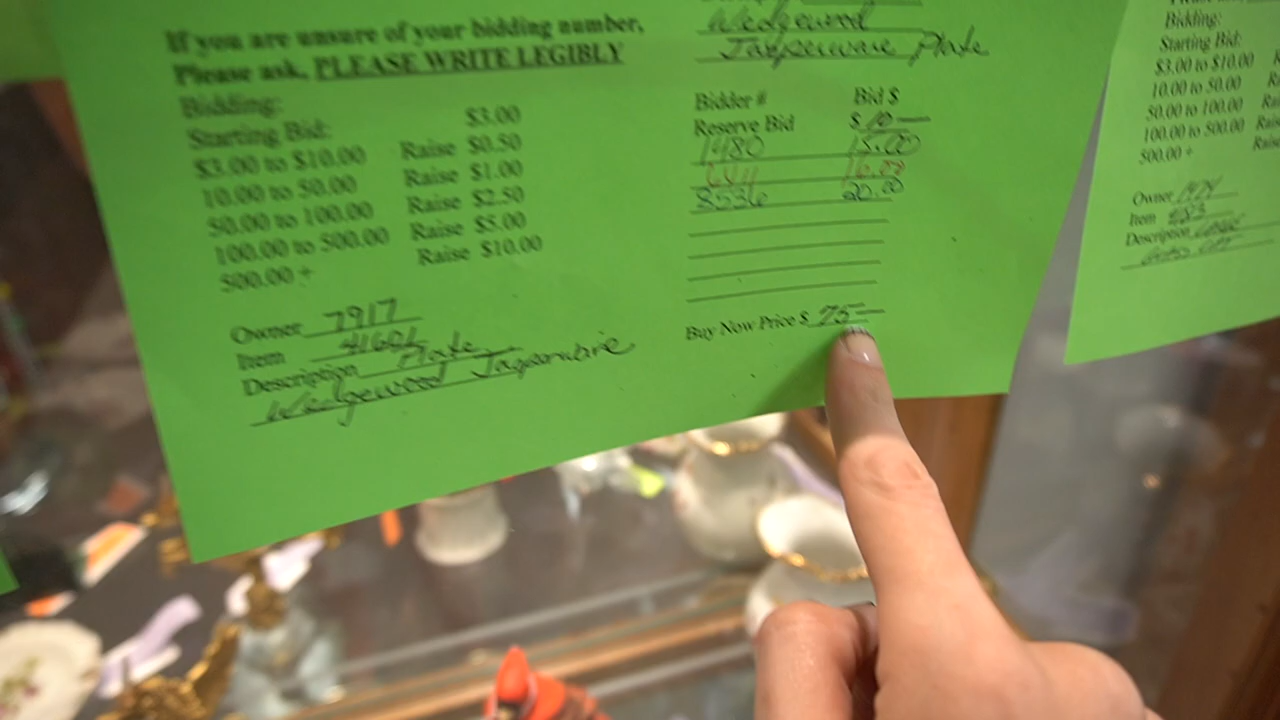 If you are unsure of your bidding number,
Please ask, PLEASE WRITE LEGIBLY
Bidding:
Starting Bid: $3.00
$3.00 to $10.00 Raise $0.50
10.00 to 50.00 Raise $1.00
50.00 to 100.00 Raise $2.50
100.00 to 500.00 Raise $5.00
500.00 + Raise $10.00
Owner 7917
Item
Description Plate
Wedgewood
Wedgewood
Jasperware Plate
Bidder # Bid $
Reserve Bid $ 10—
1480 15.00
16.00
8536 20.00
Buy Now Price $ 75—
Bidding:
Starting Bid:
$3.00 to $10.00
10.00 to 50.00
50.00 to 100.00
100.00 to 500.00
500.00 +
Owner
Item
Description